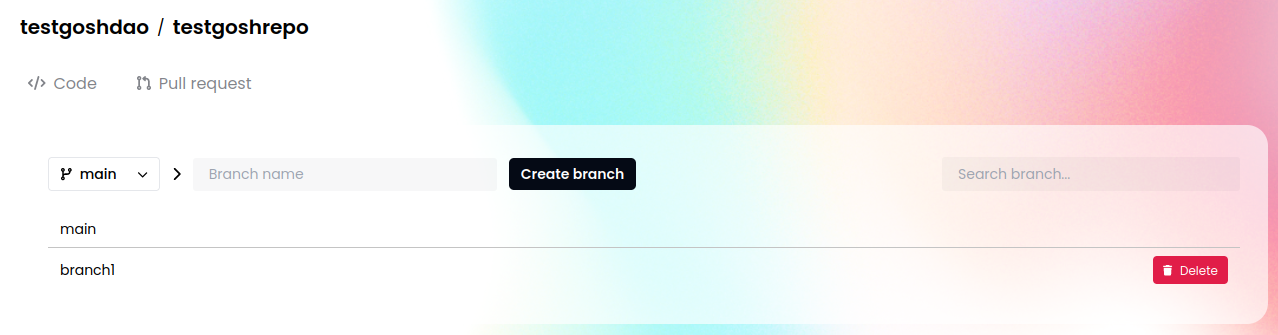 testgoshdao / testgoshrepo
</> Code Pull request
main Branch name Create branch Search branch...
main
branch1 Delete